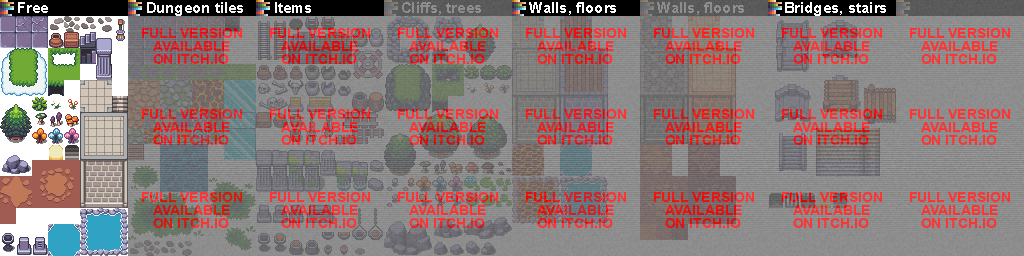 Free
Dungeon tiles
Items
Cliffs, trees
Walls, floors
Walls, floors
Bridges, stairs
FULL VERSION
AVAILABLE
ON ITCH.IO
FULL VERSION
AVAILABLE
ON ITCH.IO
FULL VERSION
AVAILABLE
ON ITCH.IO
FULL VERSION
AVAILABLE
ON ITCH.IO
FULL VERSION
AVAILABLE
ON ITCH.IO
FULL VERSION
AVAILABLE
ON ITCH.IO
FULL VERSION
AVAILABLE
ON ITCH.IO
FULL VERSION
AVAILABLE
ON ITCH.IO
FULL VERSION
AVAILABLE
ON ITCH.IO
FULL VERSION
AVAILABLE
ON ITCH.IO
FULL VERSION
AVAILABLE
ON ITCH.IO
FULL VERSION
AVAILABLE
ON ITCH.IO
FULL VERSION
AVAILABLE
ON ITCH.IO
FULL VERSION
AVAILABLE
ON ITCH.IO
FULL VERSION
AVAILABLE
ON ITCH.IO
FULL VERSION
AVAILABLE
ON ITCH.IO
FULL VERSION
AVAILABLE
ON ITCH.IO
FULL VERSION
AVAILABLE
ON ITCH.IO
FULL VERSION
AVAILABLE
ON ITCH.IO
FULL VERSION
AVAILABLE
ON ITCH.IO
FULL VERSION
AVAILABLE
ON ITCH.IO